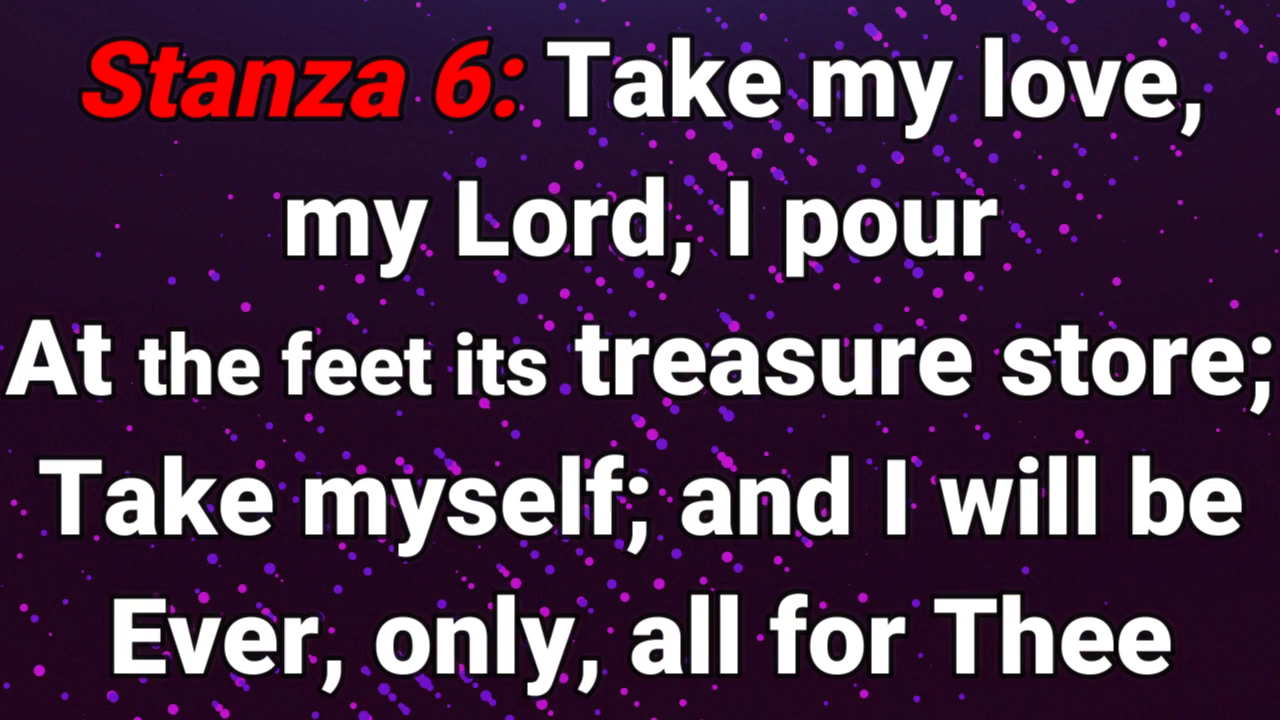 Stanza 6: Take my love,
my Lord, I pour
At the feet its treasure store;
Take myself; and I will be
Ever, only, all for Thee